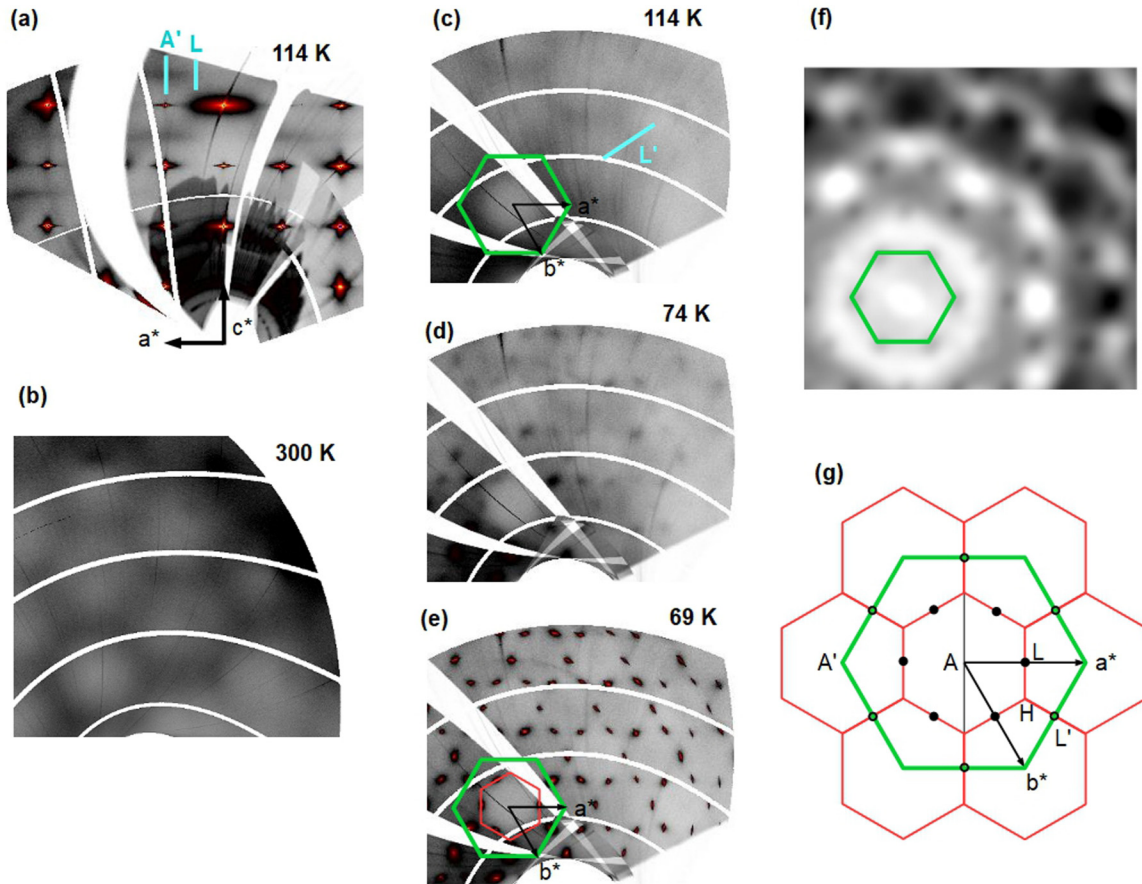 (a)
A'
L
114 K
a*
c*
(b)
300 K
(c)
114 K
L'
a*
b*
(d)
74 K
(e)
69 K
a*
b*
(f)
(g)
A'
A
L
a*
H
L'
b*